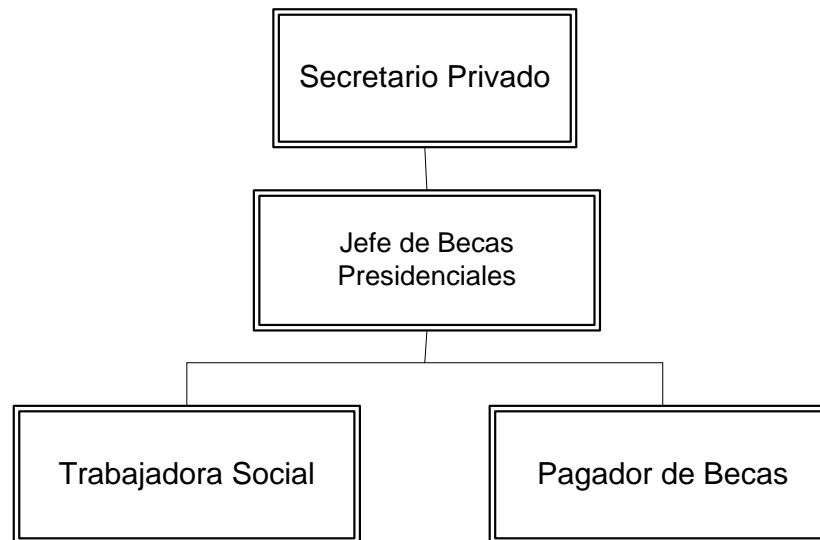 Secretario Privado
Jefe de Becas
Presidenciales
Trabajadora Social
Pagador de Becas